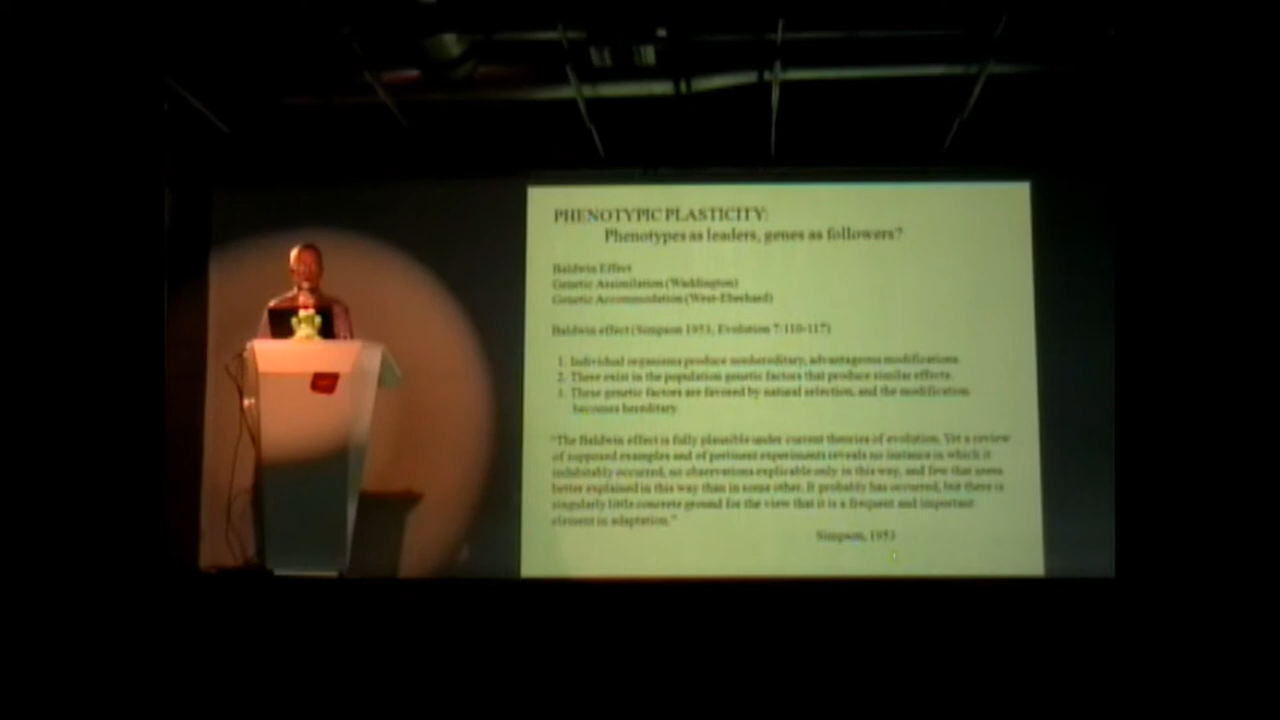 PHENOTYPIC PLASTICITY:
Phenotypes as leaders, genes as followers?
Baldwin Effect
Genetic Assimilation (Waddington)
Genetic Accommodation (West-Eberhard)
Baldwin effect (Simpson 1953, Evolution 7:110-117)
1. Individual organisms produce nonhereditary, advantageous modifications.
2. There exist in the population genetic factors that produce similar effects.
3. These genetic factors are favored by natural selection, and the modification
becomes hereditary.
"The Baldwin effect is fully plausible under current theories of evolution. Yet a review
of supposed examples and of pertinent experiments reveals no instance in which it
indubitably occurred, no observations explicable only in this way, and few that seem
better explained in this way than in some other. It probably has occurred, but there is
singularly little concrete ground for the view that it is a frequent and important
element in adaptation."
Simpson, 1953